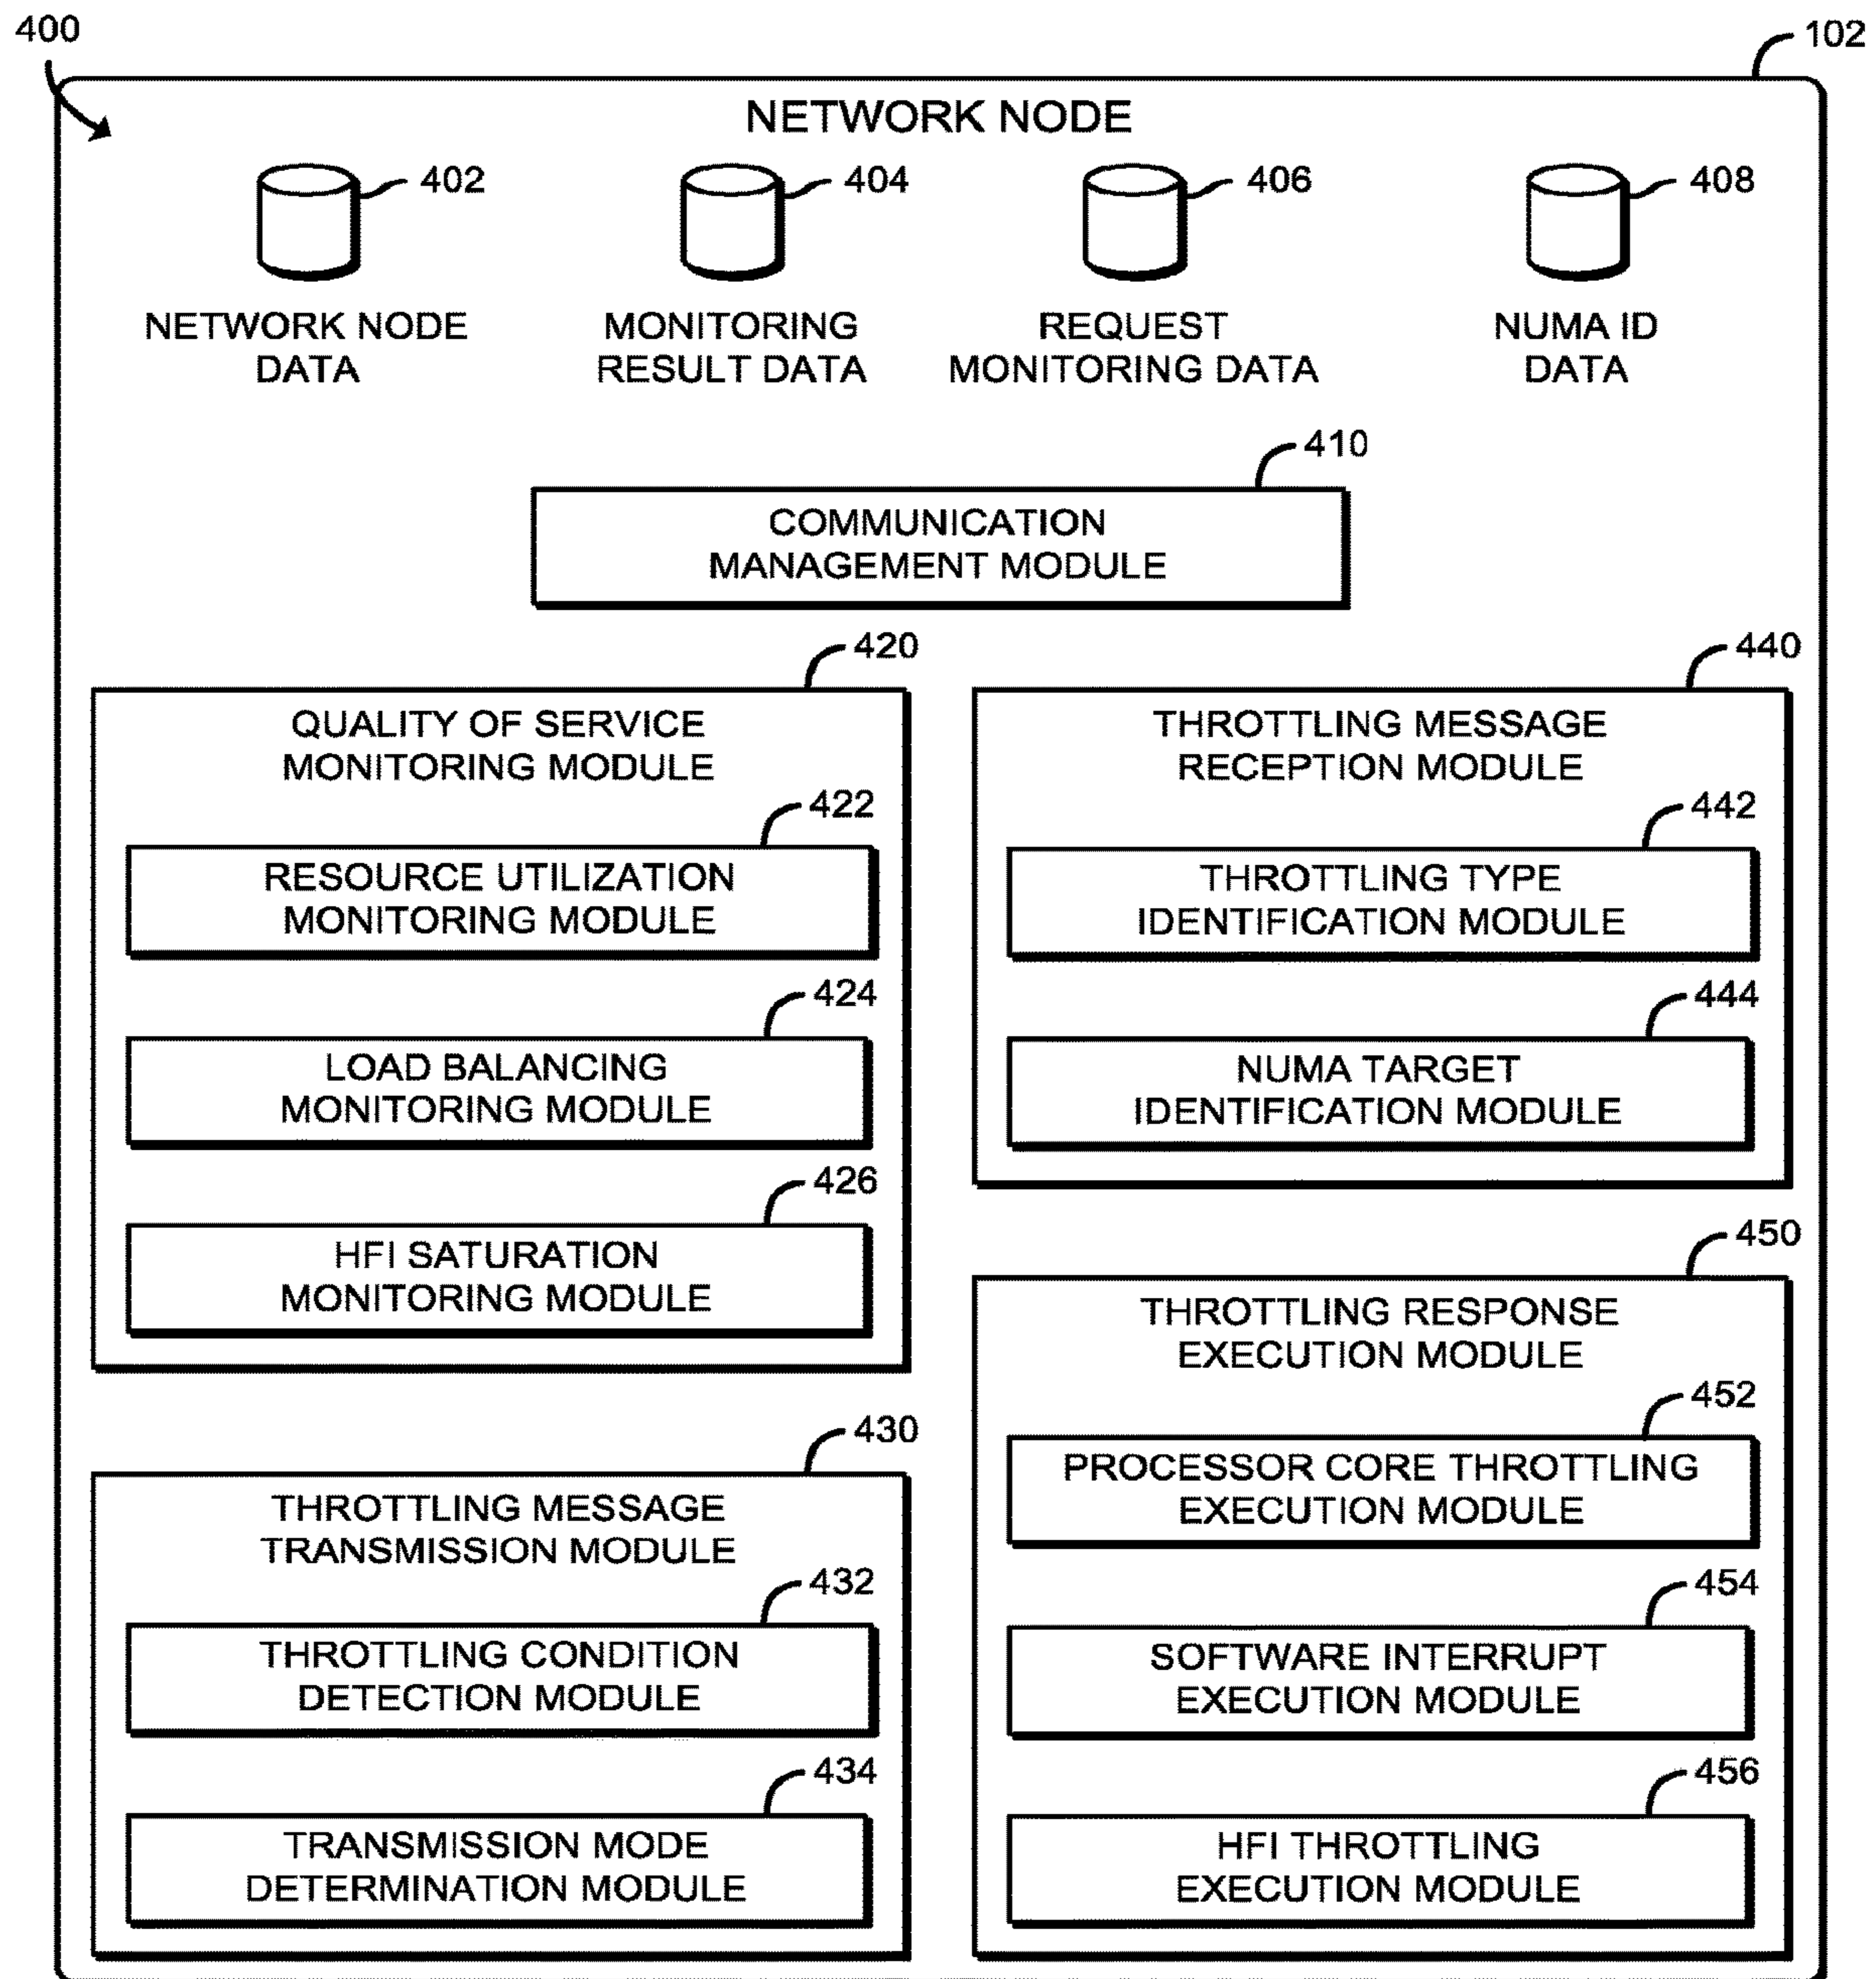 400
102
NETWORK NODE
402
404
406
408
NETWORK NODE
DATA
MONITORING
RESULT DATA
REQUEST
MONITORING DATA
NUMA ID
DATA
410
COMMUNICATION
MANAGEMENT MODULE
420
QUALITY OF SERVICE
MONITORING MODULE
422
RESOURCE UTILIZATION
MONITORING MODULE
424
LOAD BALANCING
MONITORING MODULE
426
HFI SATURATION
MONITORING MODULE
430
THROTTLING MESSAGE
TRANSMISSION MODULE
432
THROTTLING CONDITION
DETECTION MODULE
434
TRANSMISSION MODE
DETERMINATION MODULE
440
THROTTLING MESSAGE
RECEPTION MODULE
442
THROTTLING TYPE
IDENTIFICATION MODULE
444
NUMA TARGET
IDENTIFICATION MODULE
450
THROTTLING RESPONSE
EXECUTION MODULE
452
PROCESSOR CORE THROTTLING
EXECUTION MODULE
454
SOFTWARE INTERRUPT
EXECUTION MODULE
456
HFI THROTTLING
EXECUTION MODULE